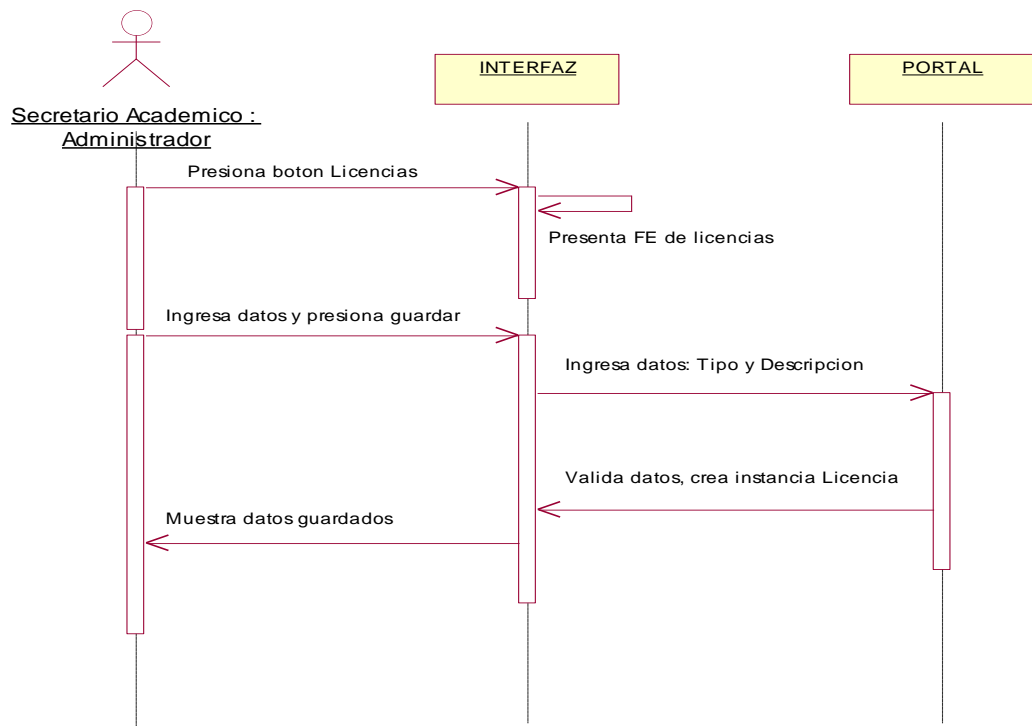 INTERFAZ
PORTAL
Secretario Academico :
Administrador
Presiona boton Licencias
Presenta FE de licencias
Ingresa datos y presiona guardar
Ingresa datos: Tipo y Descripcion
Valida datos, crea instancia Licencia
Muestra datos guardados